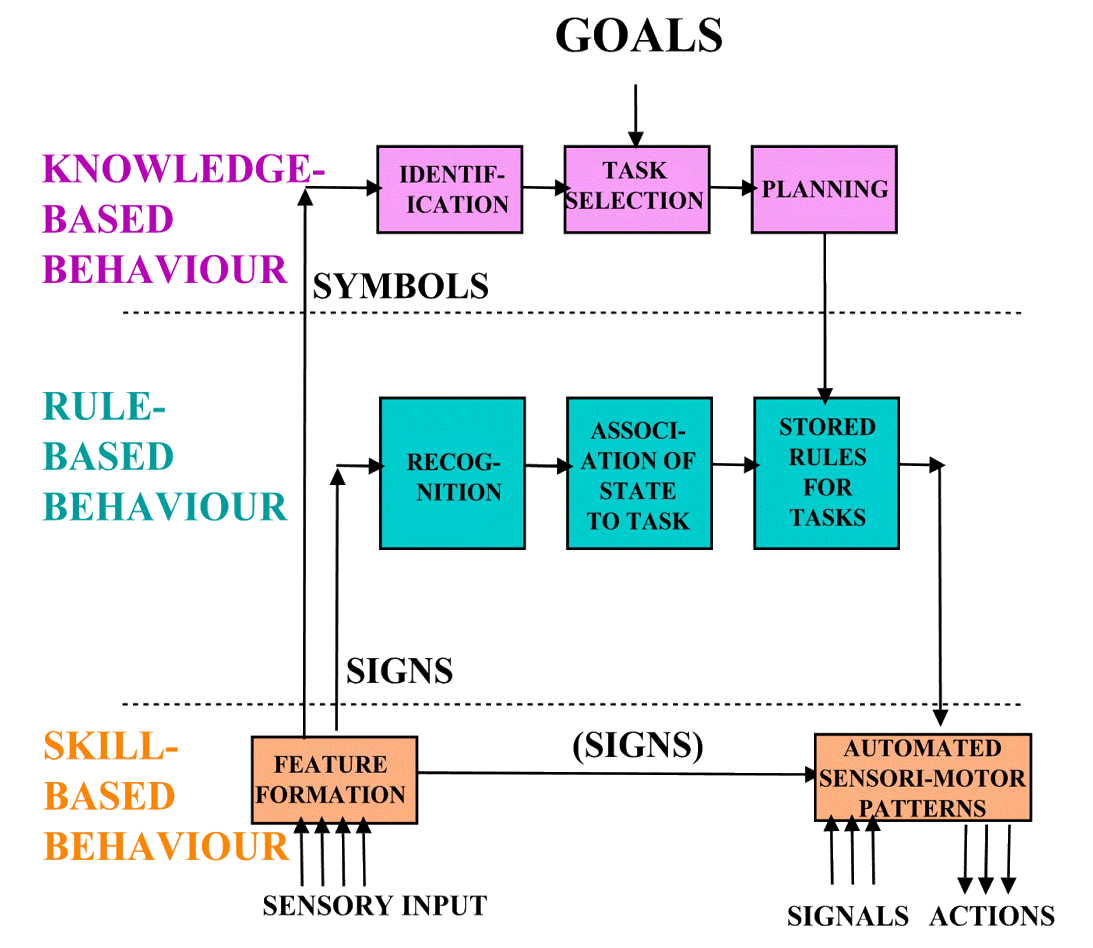 GOALS
KNOWLEDGE-
BASED
BEHAVIOUR
IDENTIF-
ICATION
TASK
SELECTION
PLANNING
SYMBOLS
RULE-
BASED
BEHAVIOUR
RECOG-
NITION
ASSOCI-
ATION OF
STATE
TO TASK
STORED
RULES
FOR
TASKS
SIGNS
SKILL-
BASED
BEHAVIOUR
FEATURE
FORMATION
(SIGNS)
AUTOMATED
SENSORI-MOTOR
PATTERNS
SENSORY INPUT
SIGNALS
ACTIONS